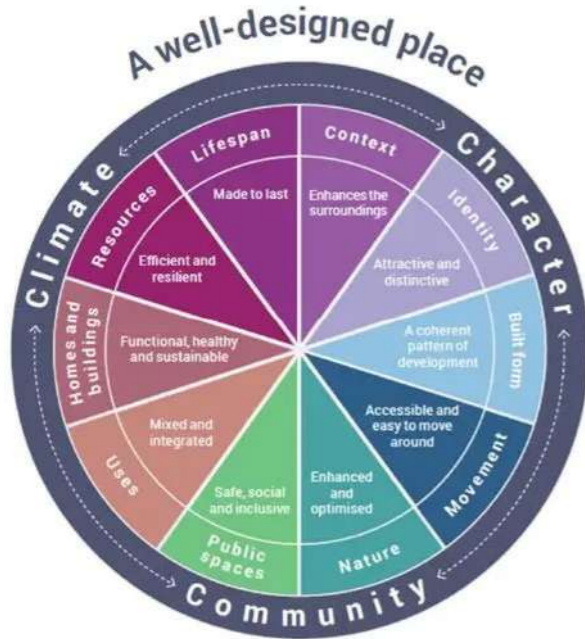 A well-designed place
Climate
Character
Community
Context
Enhances the
surroundings
Identity
Attractive and
distinctive
Built form
A coherent
pattern of
development
Movement
Accessible and
easy to move
around
Nature
Enhanced
and
optimised
Public
spaces
Safe, social
and inclusive
Uses
Mixed and
integrated
Homes and
buildings
Functional, healthy
and sustainable
Resources
Efficient and
resilient
Lifespan
Made to last